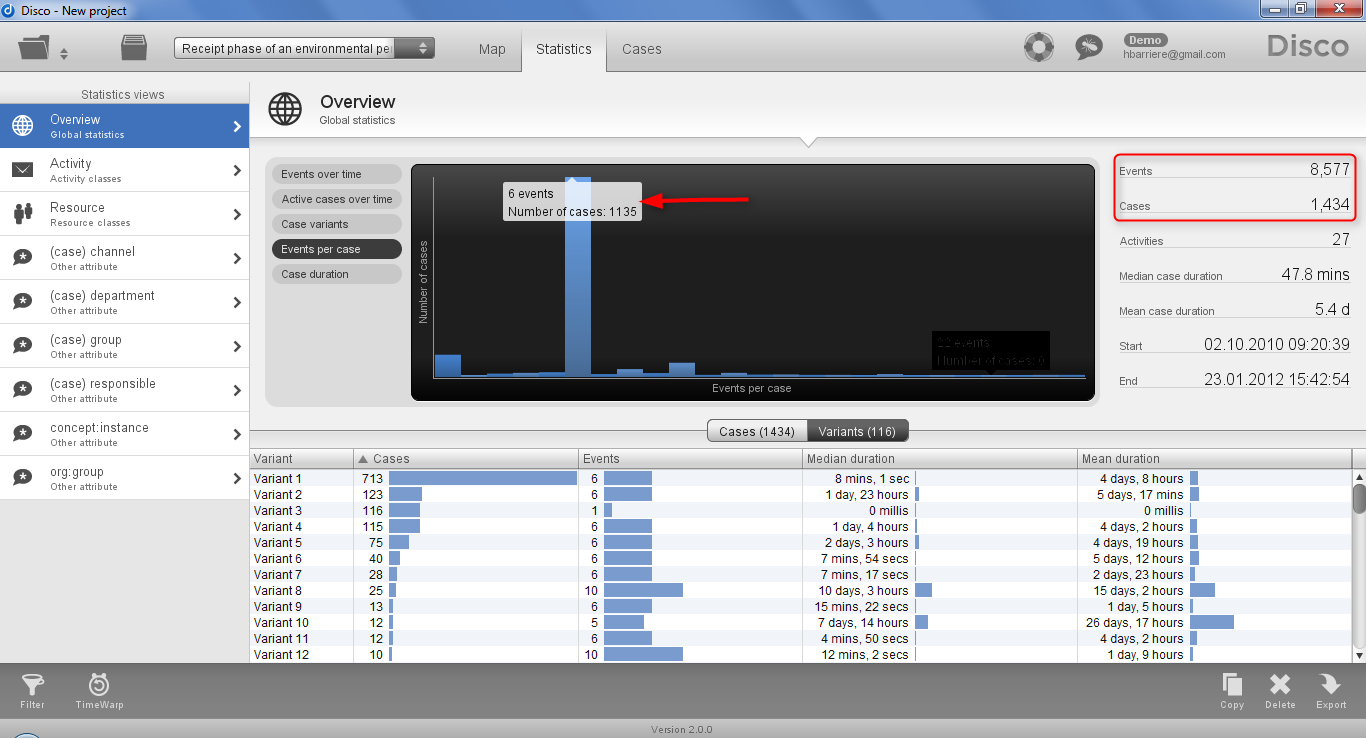 Disco - New project
Receipt phase of an environmental pe
Map
Statistics
Cases
Demo
hbarriere@gmail.com
Disco
Statistics views
Overview
Global statistics
Activity
Activity classes
Resource
Resource classes
(case) channel
Other attribute
(case) department
Other attribute
(case) group
Other attribute
(case) responsible
Other attribute
concept:instance
Other attribute
org:group
Other attribute
Overview
Global statistics
Events over time
Active cases over time
Case variants
Events per case
Case duration
Number of cases
6 events
Number of cases: 1135
22 events
Number of cases: 0
Events per case
Events 8,577
Cases 1,434
Activities 27
Median case duration 47.8 mins
Mean case duration 5.4 d
Start 02.10.2010 09:20:39
End 23.01.2012 15:42:54
Cases (1434) Variants (116)
Variant Cases Events Median duration Mean duration
Variant 1 713 6 8 mins, 1 sec 4 days, 8 hours
Variant 2 123 6 1 day, 23 hours 5 days, 17 mins
Variant 3 116 1 0 millis 0 millis
Variant 4 115 6 1 day, 4 hours 4 days, 2 hours
Variant 5 75 6 2 days, 3 hours 4 days, 19 hours
Variant 6 40 6 7 mins, 54 secs 5 days, 12 hours
Variant 7 28 6 7 mins, 17 secs 2 days, 23 hours
Variant 8 25 10 10 days, 3 hours 15 days, 2 hours
Variant 9 13 6 15 mins, 22 secs 1 day, 5 hours
Variant 10 12 5 7 days, 14 hours 26 days, 17 hours
Variant 11 12 6 4 mins, 50 secs 4 days, 2 hours
Variant 12 10 10 12 mins, 2 secs 1 day, 9 hours
Filter
TimeWarp
Copy
Delete
Export
Version 2.0.0